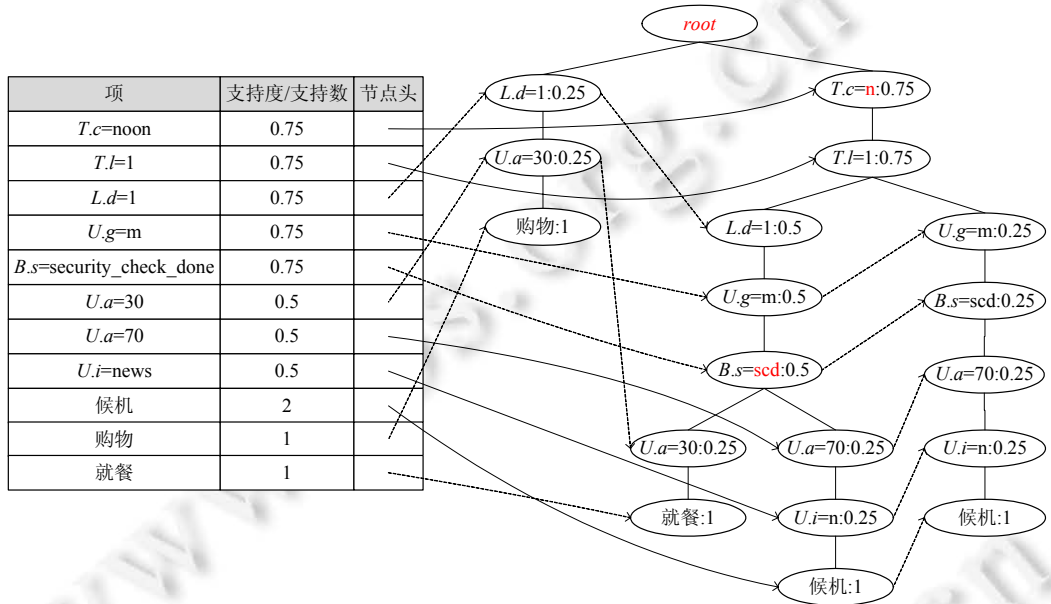 项 支持度/支持数 节点头
T.c=noon 0.75
T.l=1 0.75
L.d=1 0.75
U.g=m 0.75
B.s=security_check_done 0.75
U.a=30 0.5
U.a=70 0.5
U.i=news 0.5
候机 2
购物 1
就餐 1
root
L.d=1:0.25
T.c=n:0.75
U.a=30:0.25
T.l=1:0.75
购物:1
L.d=1:0.5
U.g=m:0.25
U.g=m:0.5
B.s=scd:0.25
B.s=scd:0.5
U.a=70:0.25
U.a=30:0.25
U.a=70:0.25
U.i=n:0.25
就餐:1
U.i=n:0.25
候机:1
候机:1